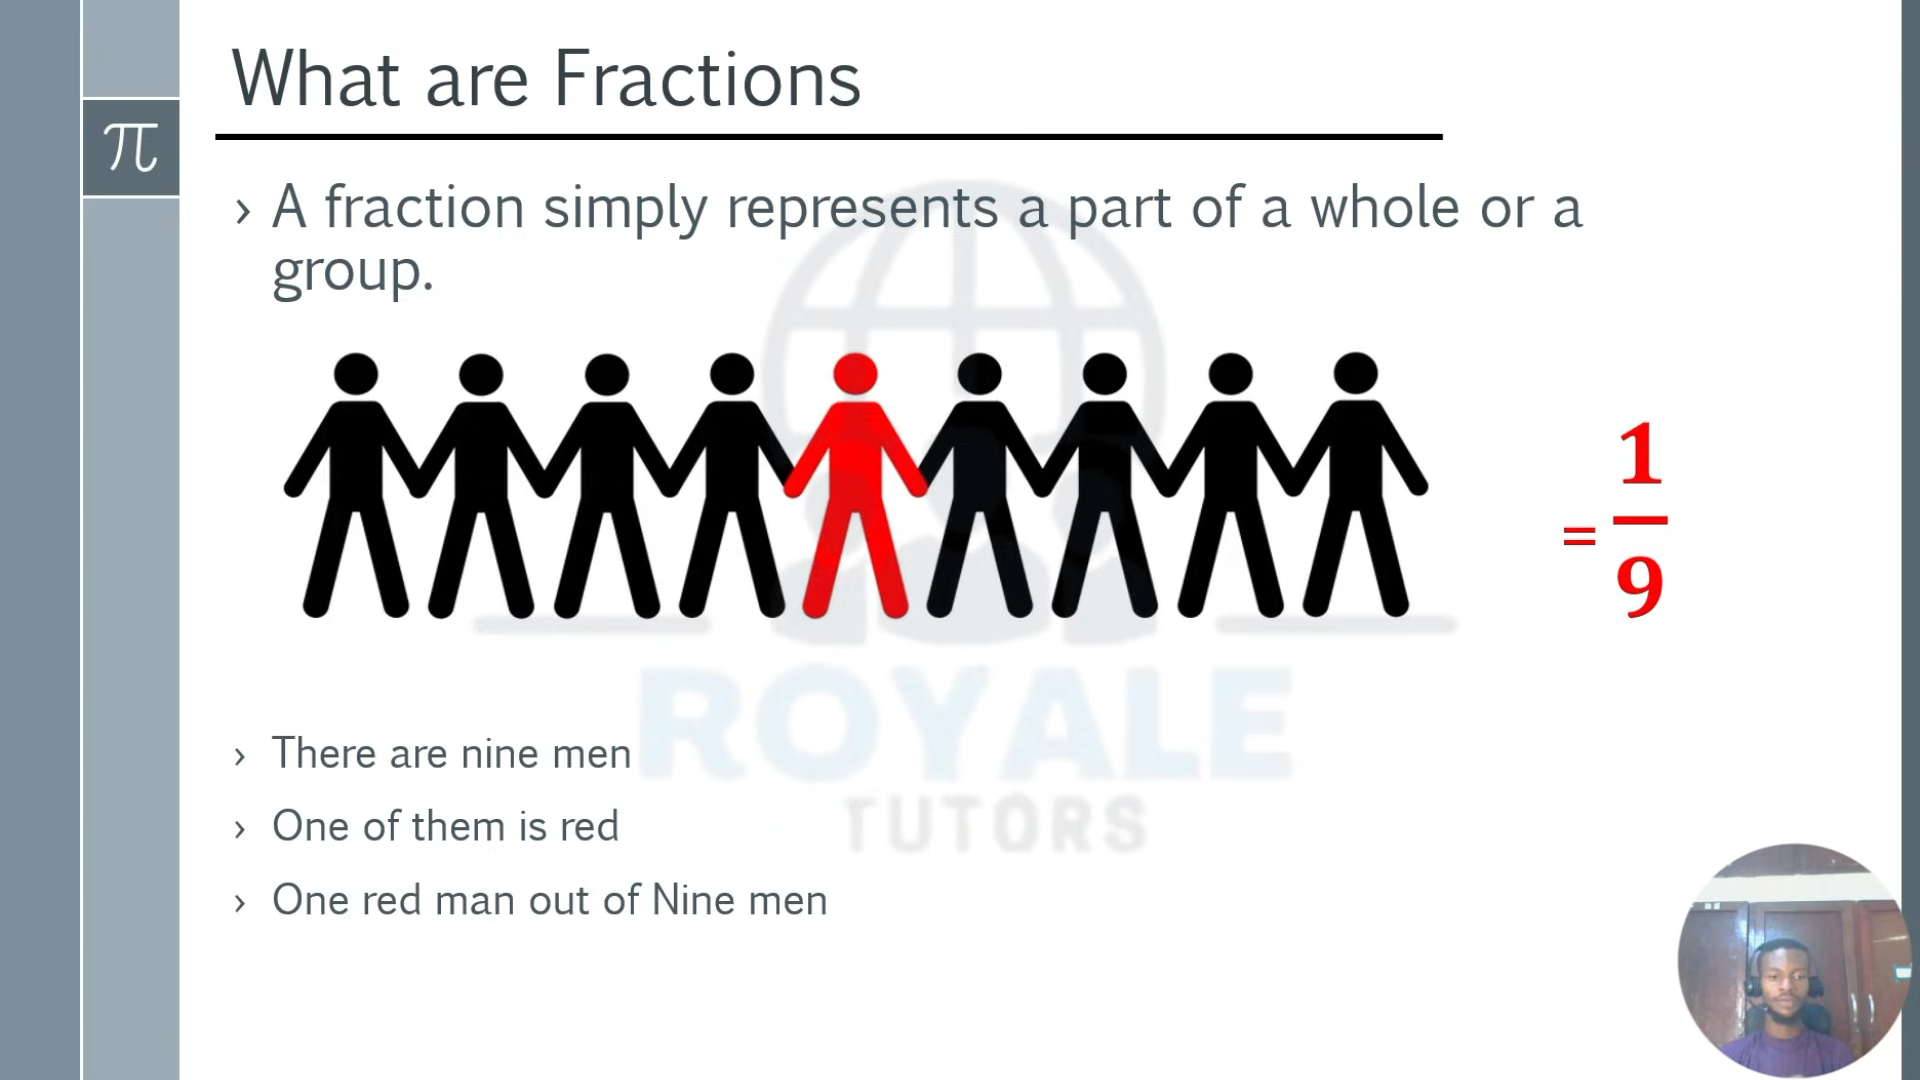 What are Fractions
π
› A fraction simply represents a part of a whole or a
group.
= 1/9
› There are nine men
› One of them is red
› One red man out of Nine men
ROYALE
TUTORS